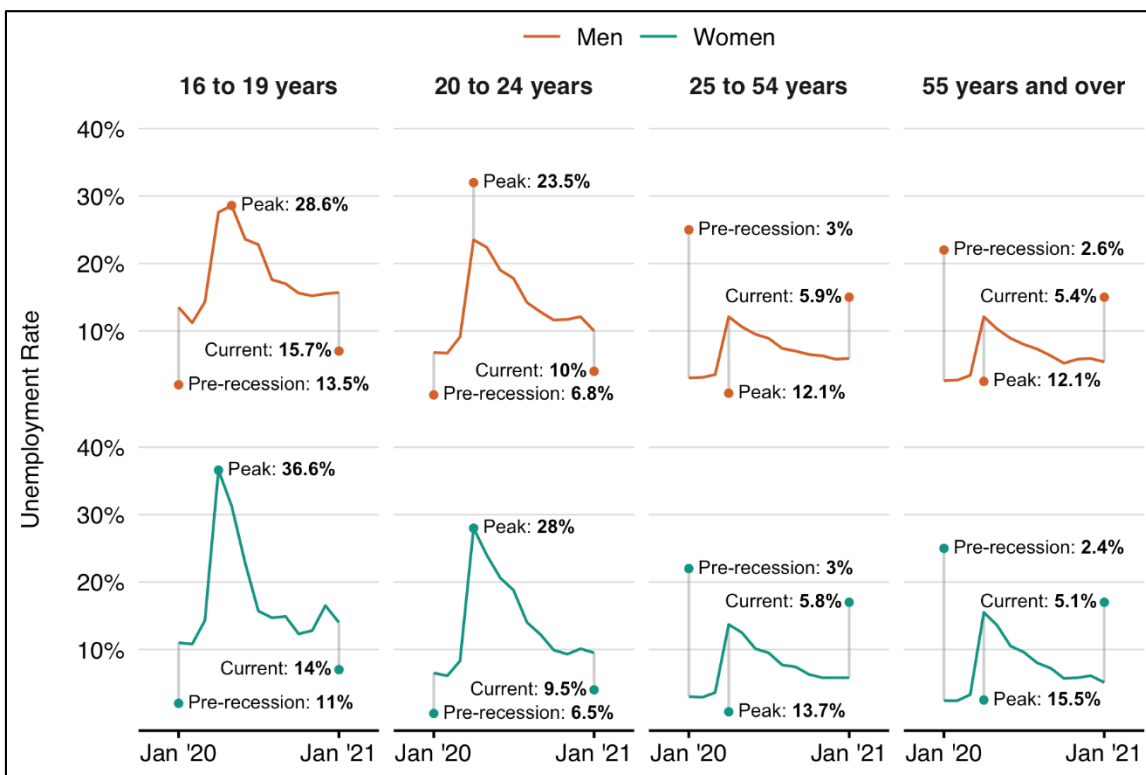 Men Women
16 to 19 years 20 to 24 years 25 to 54 years 55 years and over
Unemployment Rate
40%
30%
20%
10%
Peak: 28.6%
Current: 15.7%
Pre-recession: 13.5%
Peak: 23.5%
Current: 10%
Pre-recession: 6.8%
Pre-recession: 3%
Current: 5.9%
Peak: 12.1%
Pre-recession: 2.6%
Current: 5.4%
Peak: 12.1%
40%
30%
20%
10%
Peak: 36.6%
Current: 14%
Pre-recession: 11%
Peak: 28%
Current: 9.5%
Pre-recession: 6.5%
Pre-recession: 3%
Current: 5.8%
Peak: 13.7%
Pre-recession: 2.4%
Current: 5.1%
Peak: 15.5%
Jan '20 Jan '21 Jan '20 Jan '21 Jan '20 Jan '21 Jan '20 Jan '21